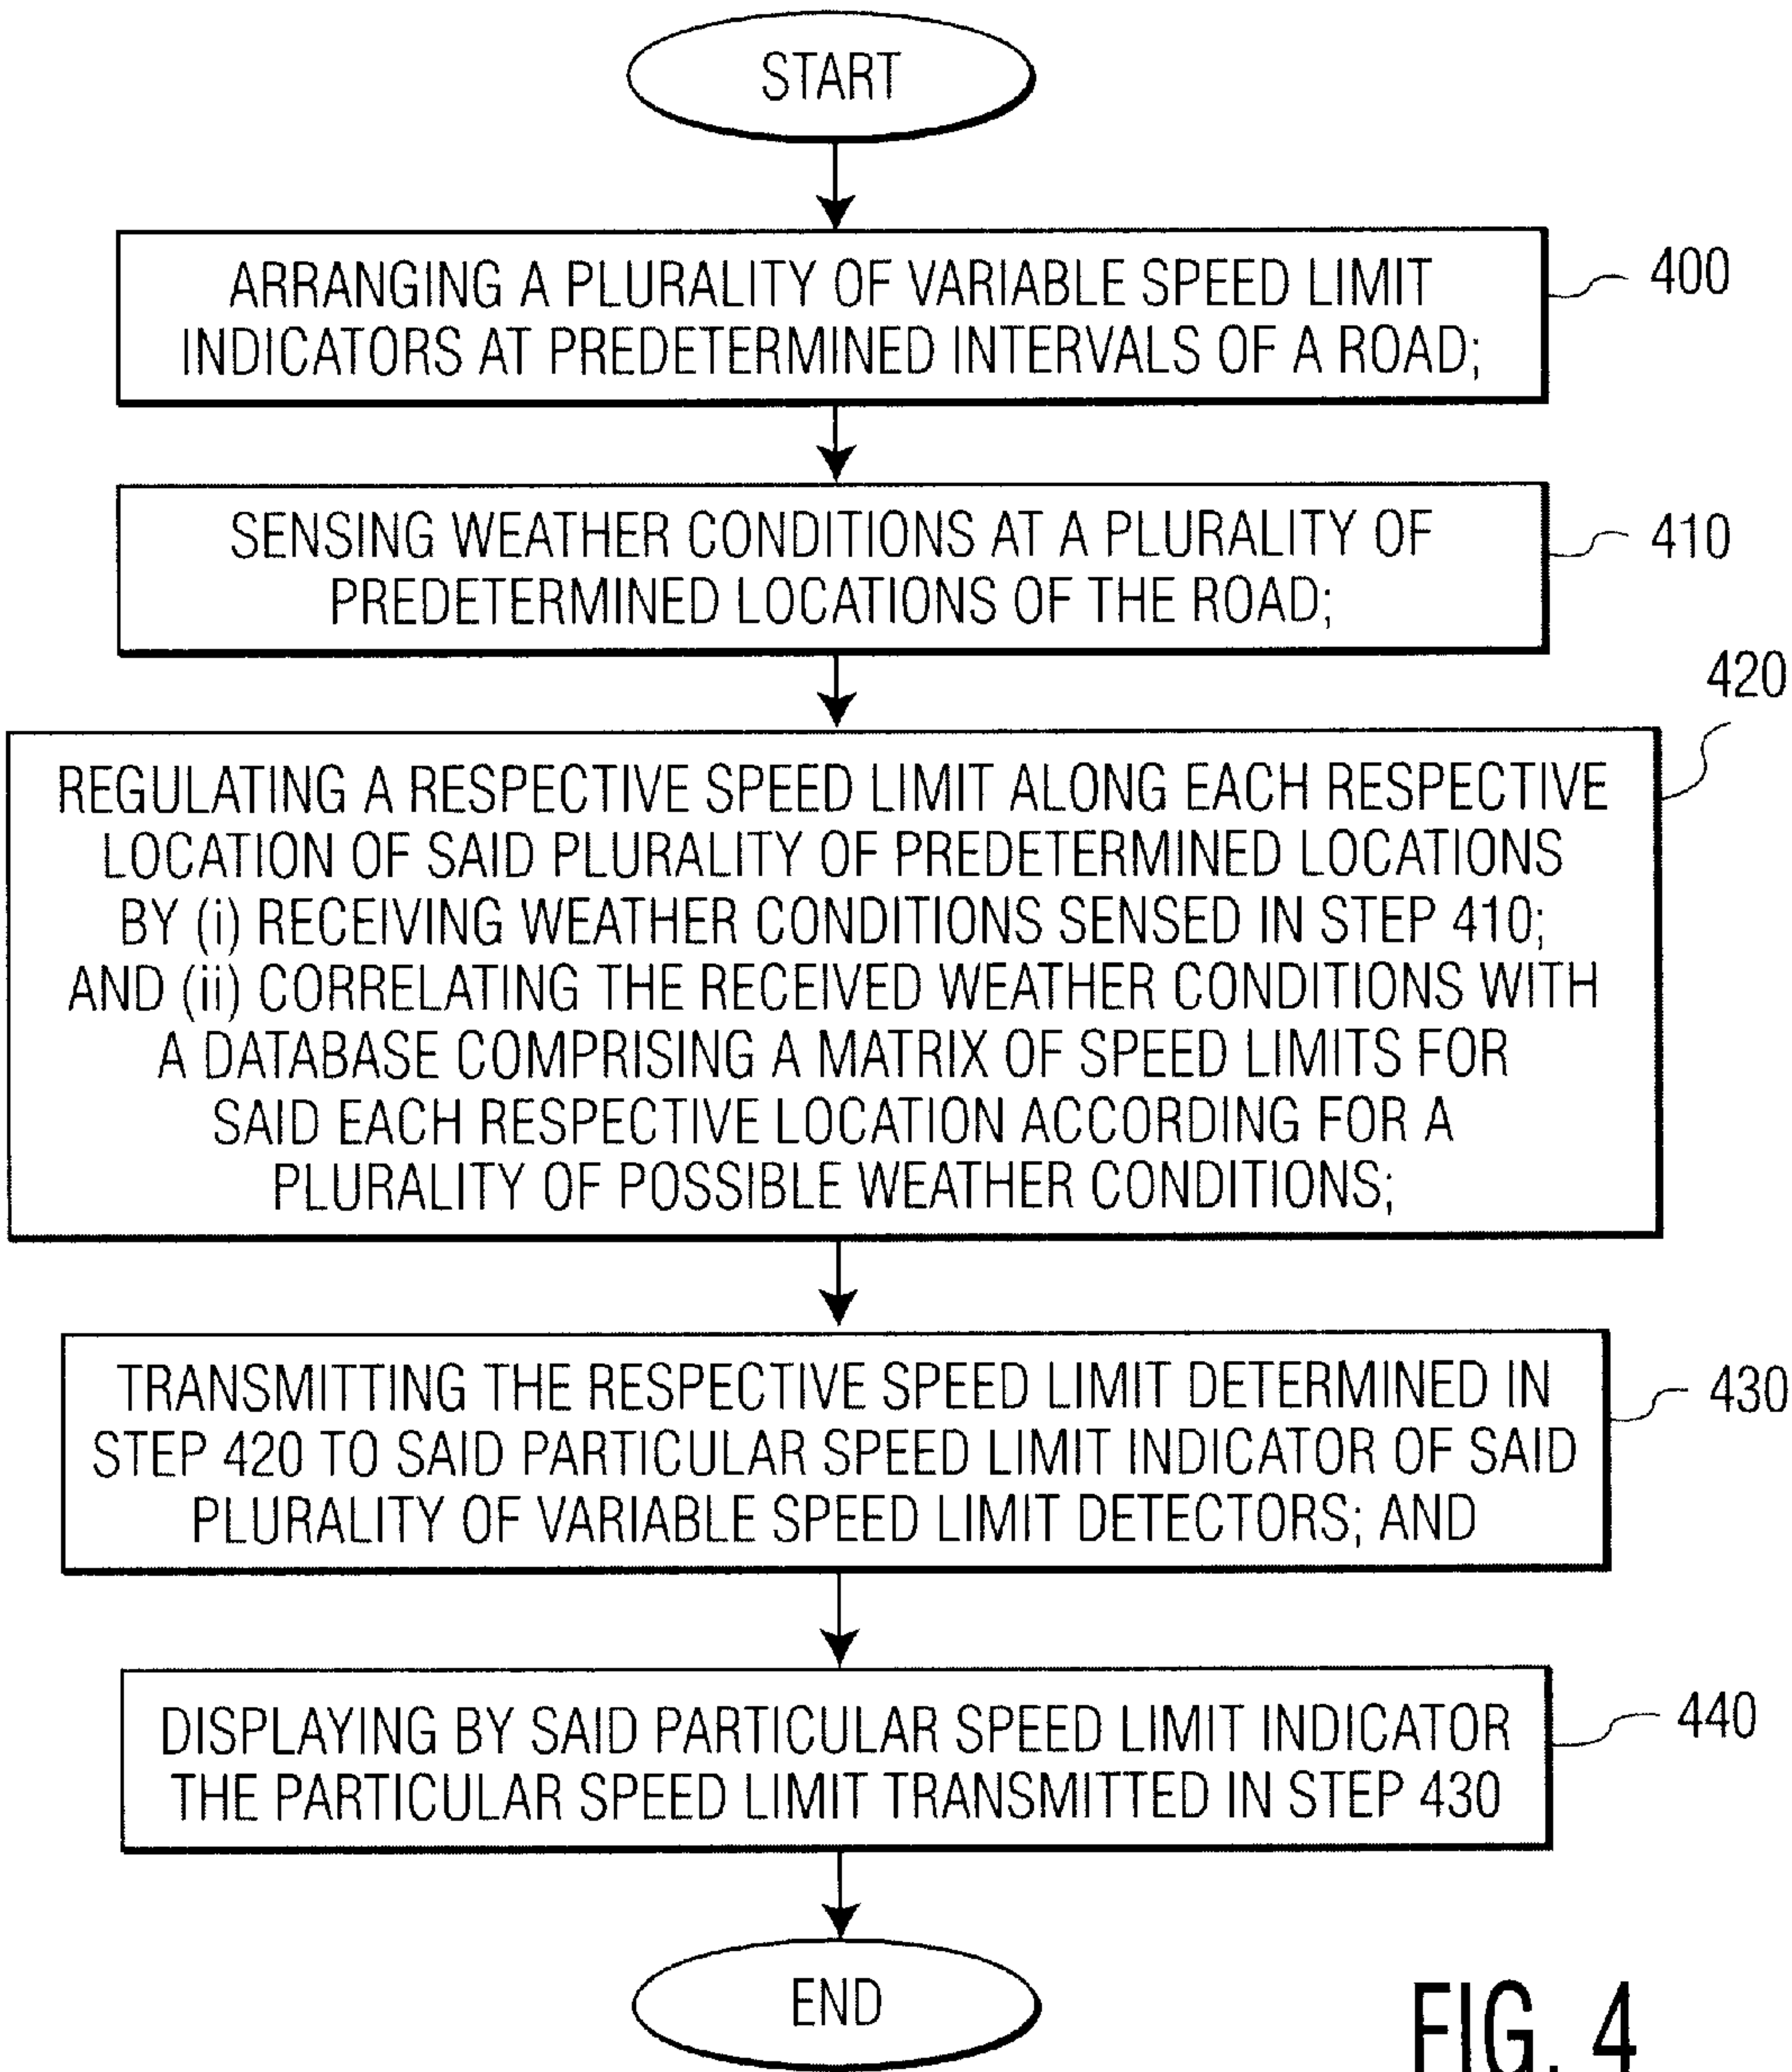 START
ARRANGING A PLURALITY OF VARIABLE SPEED LIMIT
INDICATORS AT PREDETERMINED INTERVALS OF A ROAD;
400
SENSING WEATHER CONDITIONS AT A PLURALITY OF
PREDETERMINED LOCATIONS OF THE ROAD;
410
420
REGULATING A RESPECTIVE SPEED LIMIT ALONG EACH RESPECTIVE
LOCATION OF SAID PLURALITY OF PREDETERMINED LOCATIONS
BY (i) RECEIVING WEATHER CONDITIONS SENSED IN STEP 410;
AND (ii) CORRELATING THE RECEIVED WEATHER CONDITIONS WITH
A DATABASE COMPRISING A MATRIX OF SPEED LIMITS FOR
SAID EACH RESPECTIVE LOCATION ACCORDING FOR A
PLURALITY OF POSSIBLE WEATHER CONDITIONS;
TRANSMITTING THE RESPECTIVE SPEED LIMIT DETERMINED IN
STEP 420 TO SAID PARTICULAR SPEED LIMIT INDICATOR OF SAID
PLURALITY OF VARIABLE SPEED LIMIT DETECTORS; AND
430
DISPLAYING BY SAID PARTICULAR SPEED LIMIT INDICATOR
THE PARTICULAR SPEED LIMIT TRANSMITTED IN STEP 430
440
END
FIG. 4